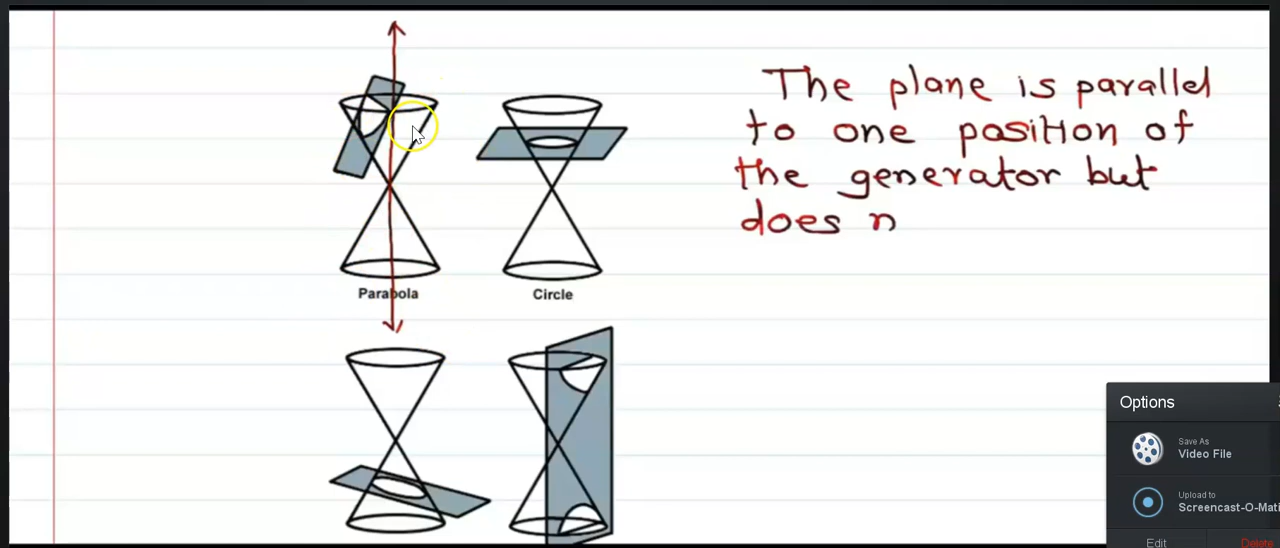 The plane is parallel
to one position of
the generator but
does n
Parabola
Circle
Options
Save As
Video File
Upload to
Screencast-O-Mati
Edit
Delete